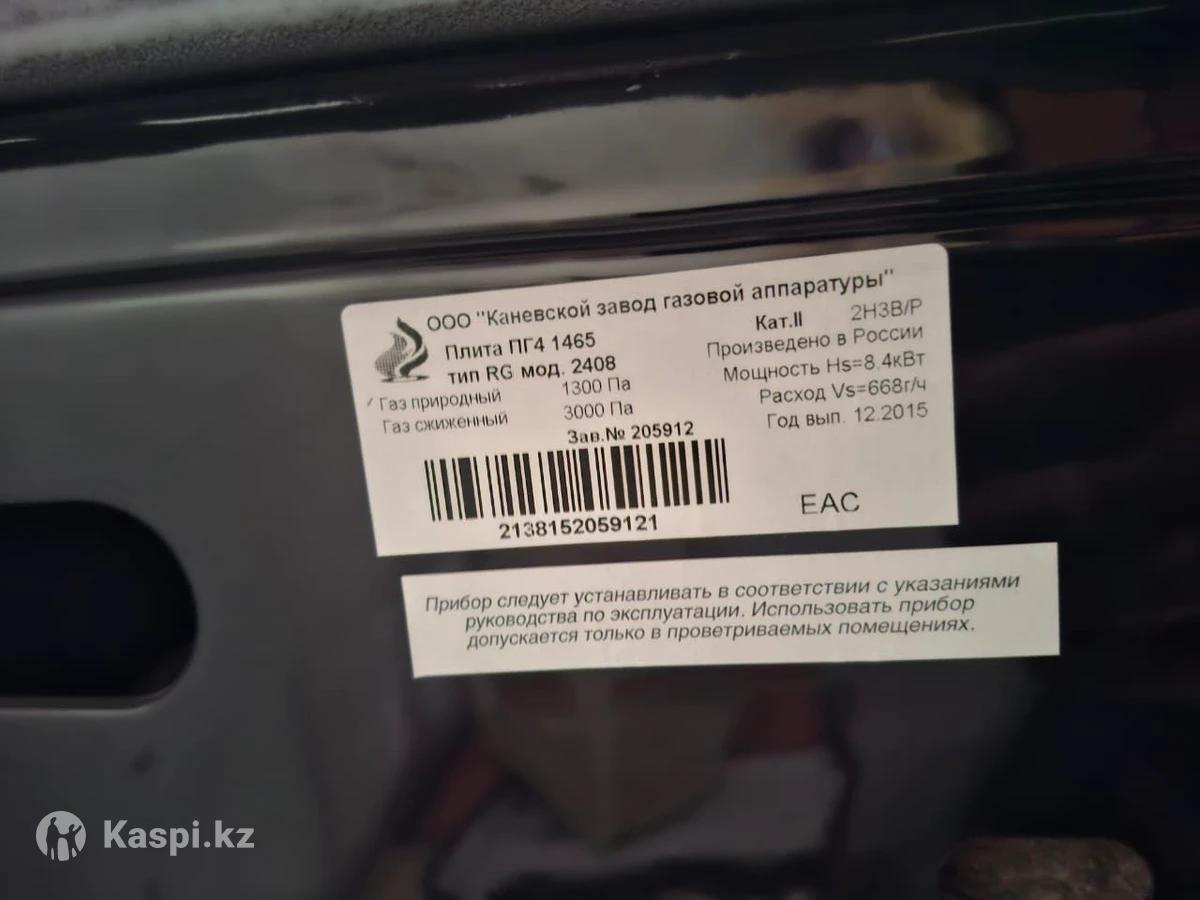 ООО "Каневской завод газовой аппаратуры"
Плита ПГ4 1465
Кат.II 2Н3В/Р
тип RG мод. 2408
Произведено в России
✓ Газ природный 1300 Па
Мощность Hs=8.4кВт
Газ сжиженный 3000 Па
Расход Vs=668г/ч
Зав.№ 205912
Год вып. 12.2015
2138152059121
EAC
Прибор следует устанавливать в соответствии с указаниями
руководства по эксплуатации. Использовать прибор
допускается только в проветриваемых помещениях.
Kaspi.kz